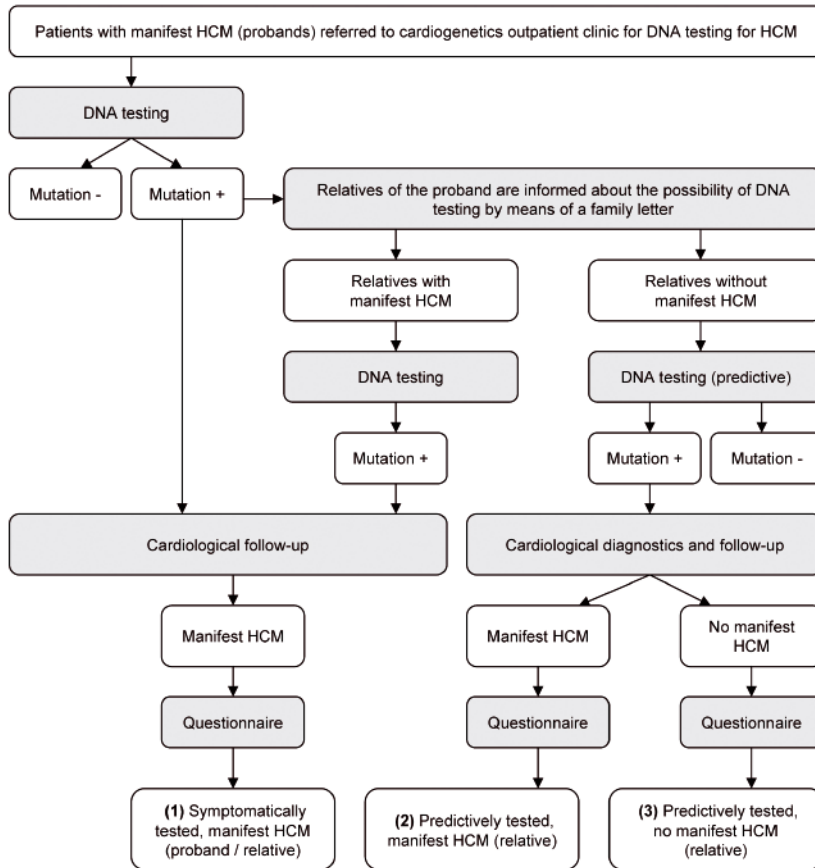 Patients with manifest HCM (probands) referred to cardiogenetics outpatient clinic for DNA testing for HCM
DNA testing
Mutation -
Mutation +
Relatives of the proband are informed about the possibility of DNA
testing by means of a family letter
Relatives with
manifest HCM
Relatives without
manifest HCM
DNA testing
DNA testing (predictive)
Mutation +
Mutation +
Mutation -
Cardiological follow-up
Cardiological diagnostics and follow-up
Manifest HCM
Manifest HCM
No manifest
HCM
Questionnaire
Questionnaire
Questionnaire
(1) Symptomatically
tested, manifest HCM
(proband / relative)
(2) Predictively tested,
manifest HCM (relative)
(3) Predictively tested,
no manifest HCM
(relative)